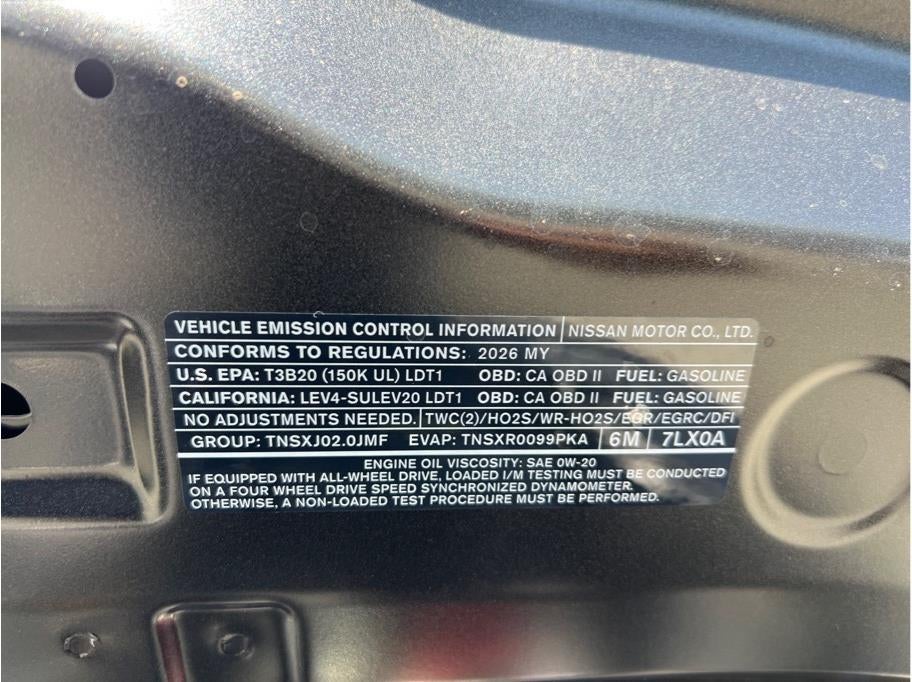 VEHICLE EMISSION CONTROL INFORMATION NISSAN MOTOR CO., LTD.
CONFORMS TO REGULATIONS: 2026 MY
U.S. EPA: T3B20 (150K UL) LDT1 OBD: CA OBD II FUEL: GASOLINE
CALIFORNIA: LEV4-SULEV20 LDT1 OBD: CA OBD II FUEL: GASOLINE
NO ADJUSTMENTS NEEDED. TWC(2)/HO2S/WR-HO2S/EGR/EGRC/DFI
GROUP: TNSXJ02.0JMF EVAP: TNSXR0099PKA 6M 7LX0A
ENGINE OIL VISCOSITY: SAE 0W-20
IF EQUIPPED WITH ALL-WHEEL DRIVE, LOADED I/M TESTING MUST BE CONDUCTED
ON A FOUR WHEEL DRIVE SPEED SYNCHRONIZED DYNAMOMETER.
OTHERWISE, A NON-LOADED TEST PROCEDURE MUST BE PERFORMED.